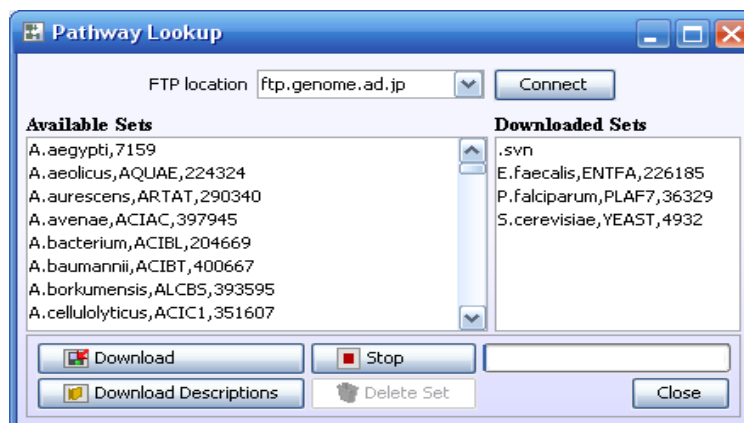 Pathway Lookup
FTP location ftp.genome.ad.jp Connect
Available Sets
A.aegypti,7159
A.aeolicus,AQUAE,224324
A.aurescens,ARTAT,290340
A.avenae,ACIAC,397945
A.bacterium,ACIBL,204669
A.baumannii,ACIBT,400667
A.borkumensis,ALCBS,393595
A.cellulolyticus,ACIC1,351607
Downloaded Sets
.svn
E.faecalis,ENTFA,226185
P.falciparum,PLAF7,36329
S.cerevisiae,YEAST,4932
Download Stop
Download Descriptions Delete Set Close